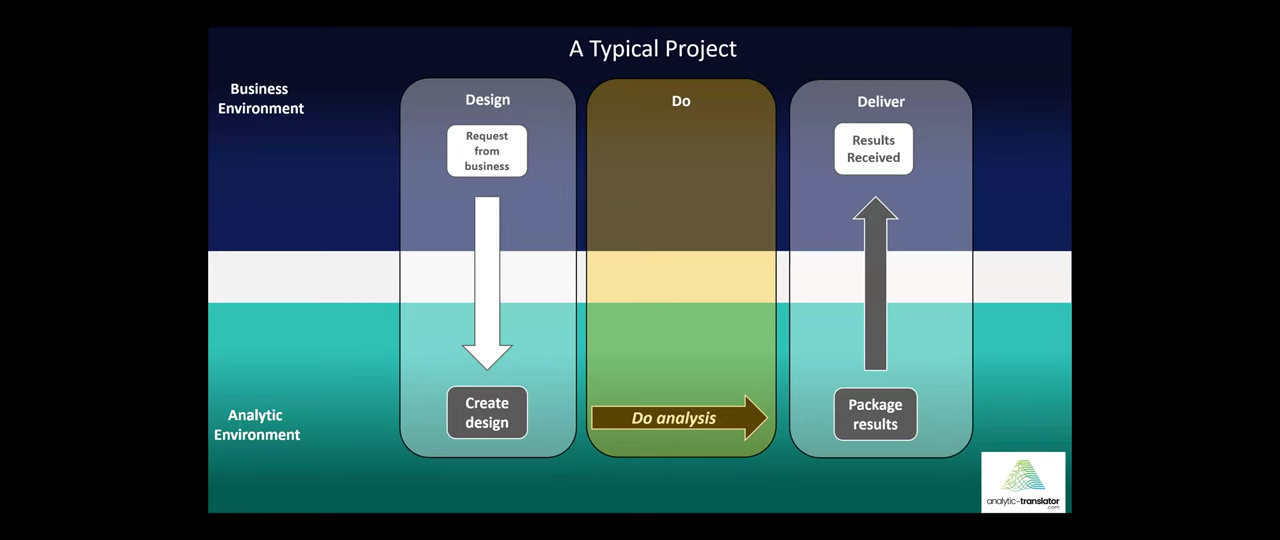 A Typical Project
Business
Environment
Design
Do
Deliver
Request
from
business
Results
Received
Analytic
Environment
Create
design
Do analysis
Package
results
analytic-translator
.com